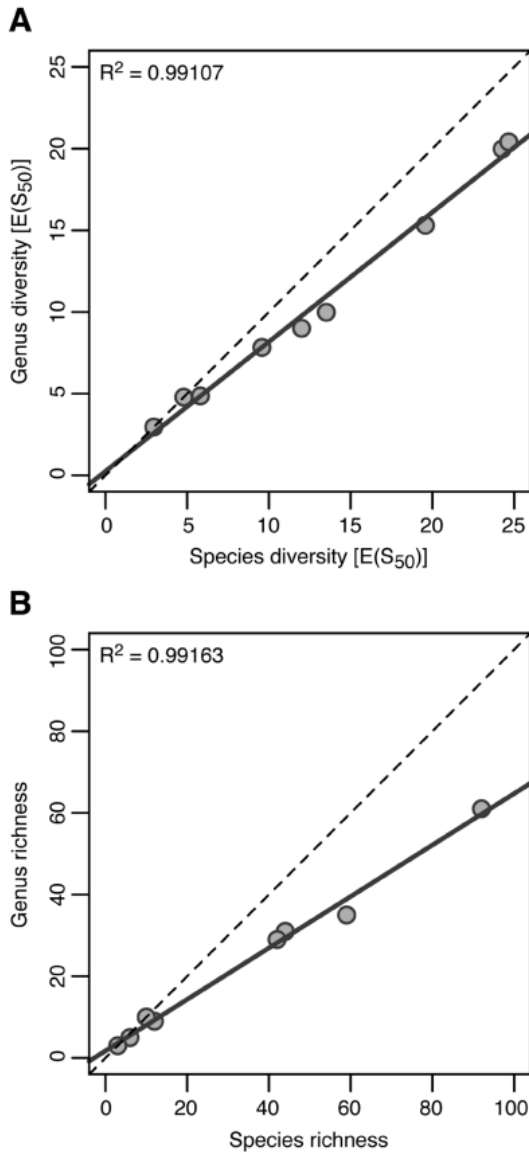 A
R² = 0.99107
25
20
15
10
5
0
Genus diversity [E(S₅₀)]
0 5 10 15 20 25
Species diversity [E(S₅₀)]
B
R² = 0.99163
100
80
60
40
20
0
Genus richness
0 20 40 60 80 100
Species richness